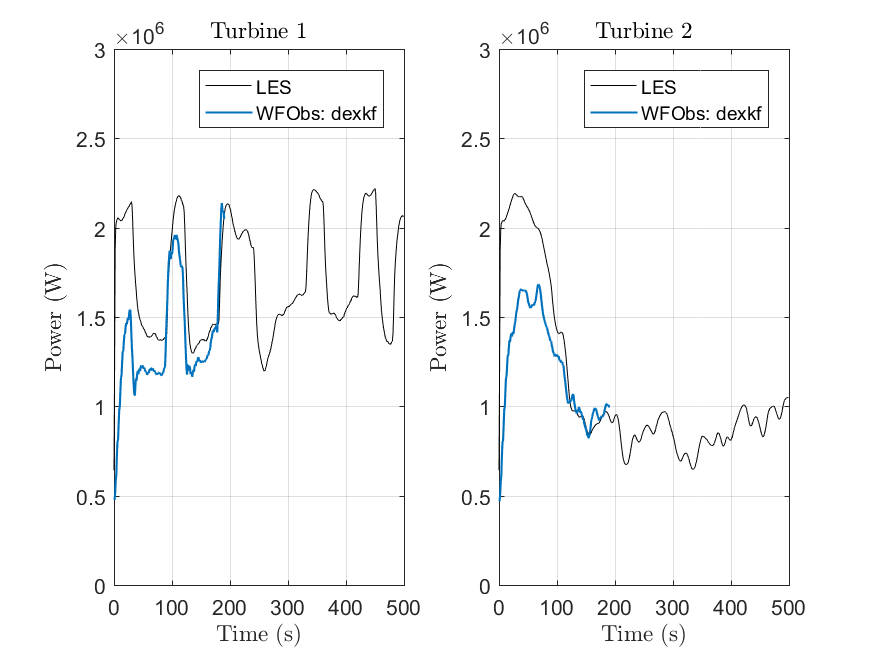 Turbine 1
×10⁶
3
2.5
2
1.5
1
0.5
0
0 100 200 300 400 500
Power (W)
Time (s)
LES
WFObs: dexkf
Turbine 2
×10⁶
3
2.5
2
1.5
1
0.5
0
0 100 200 300 400 500
Power (W)
Time (s)
LES
WFObs: dexkf